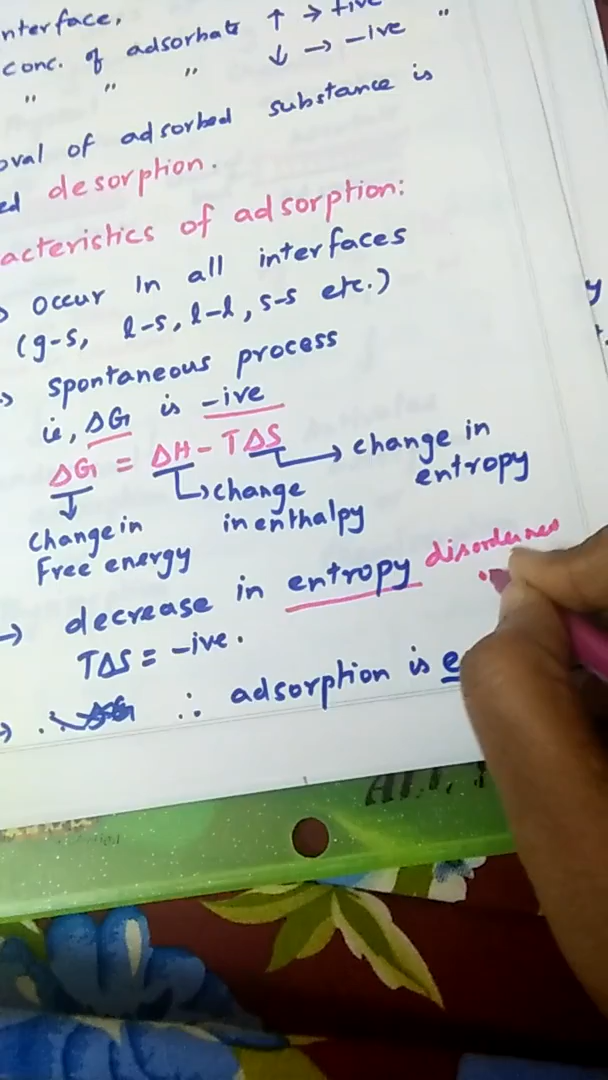 nterface,
conc. of adsorbate ↑ → +ive
" " " ↓ → -ive "
oval of adsorbed substance is
ed desorption.
acteristics of adsorption:
→ occur in all interfaces
(g-s, l-s, l-l, s-s etc.)
→ spontaneous process
ie, ΔG is -ive
ΔG = ΔH - TΔS → change in entropy
↓ ↳ change in enthalpy
change in
Free energy
→ decrease in entropy disorderness
TΔS = -ive.
→ ∴ adsorption is e
y